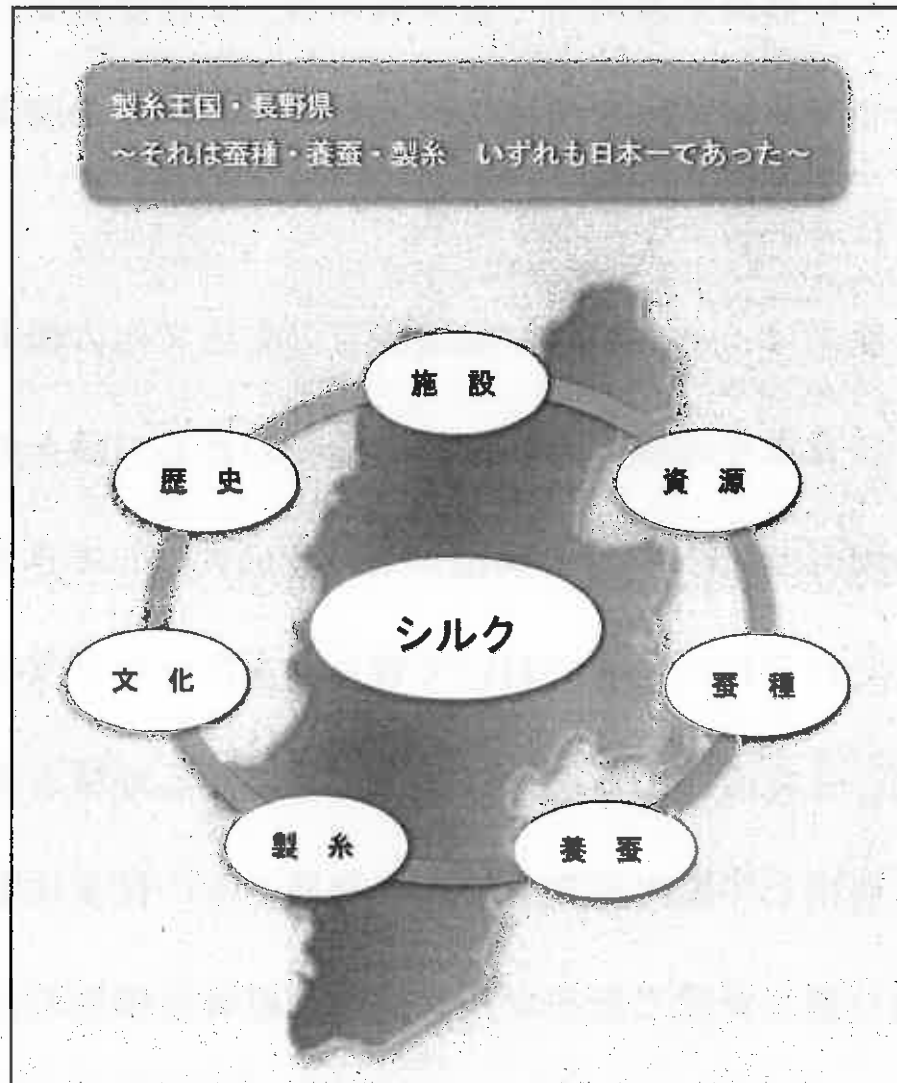 製糸王国・長野県
~それは蚕種・養蚕・製糸 いずれも日本一であった~
施 設
歴 史
資 源
シルク
文 化
蚕 種
製 糸
養 蚕